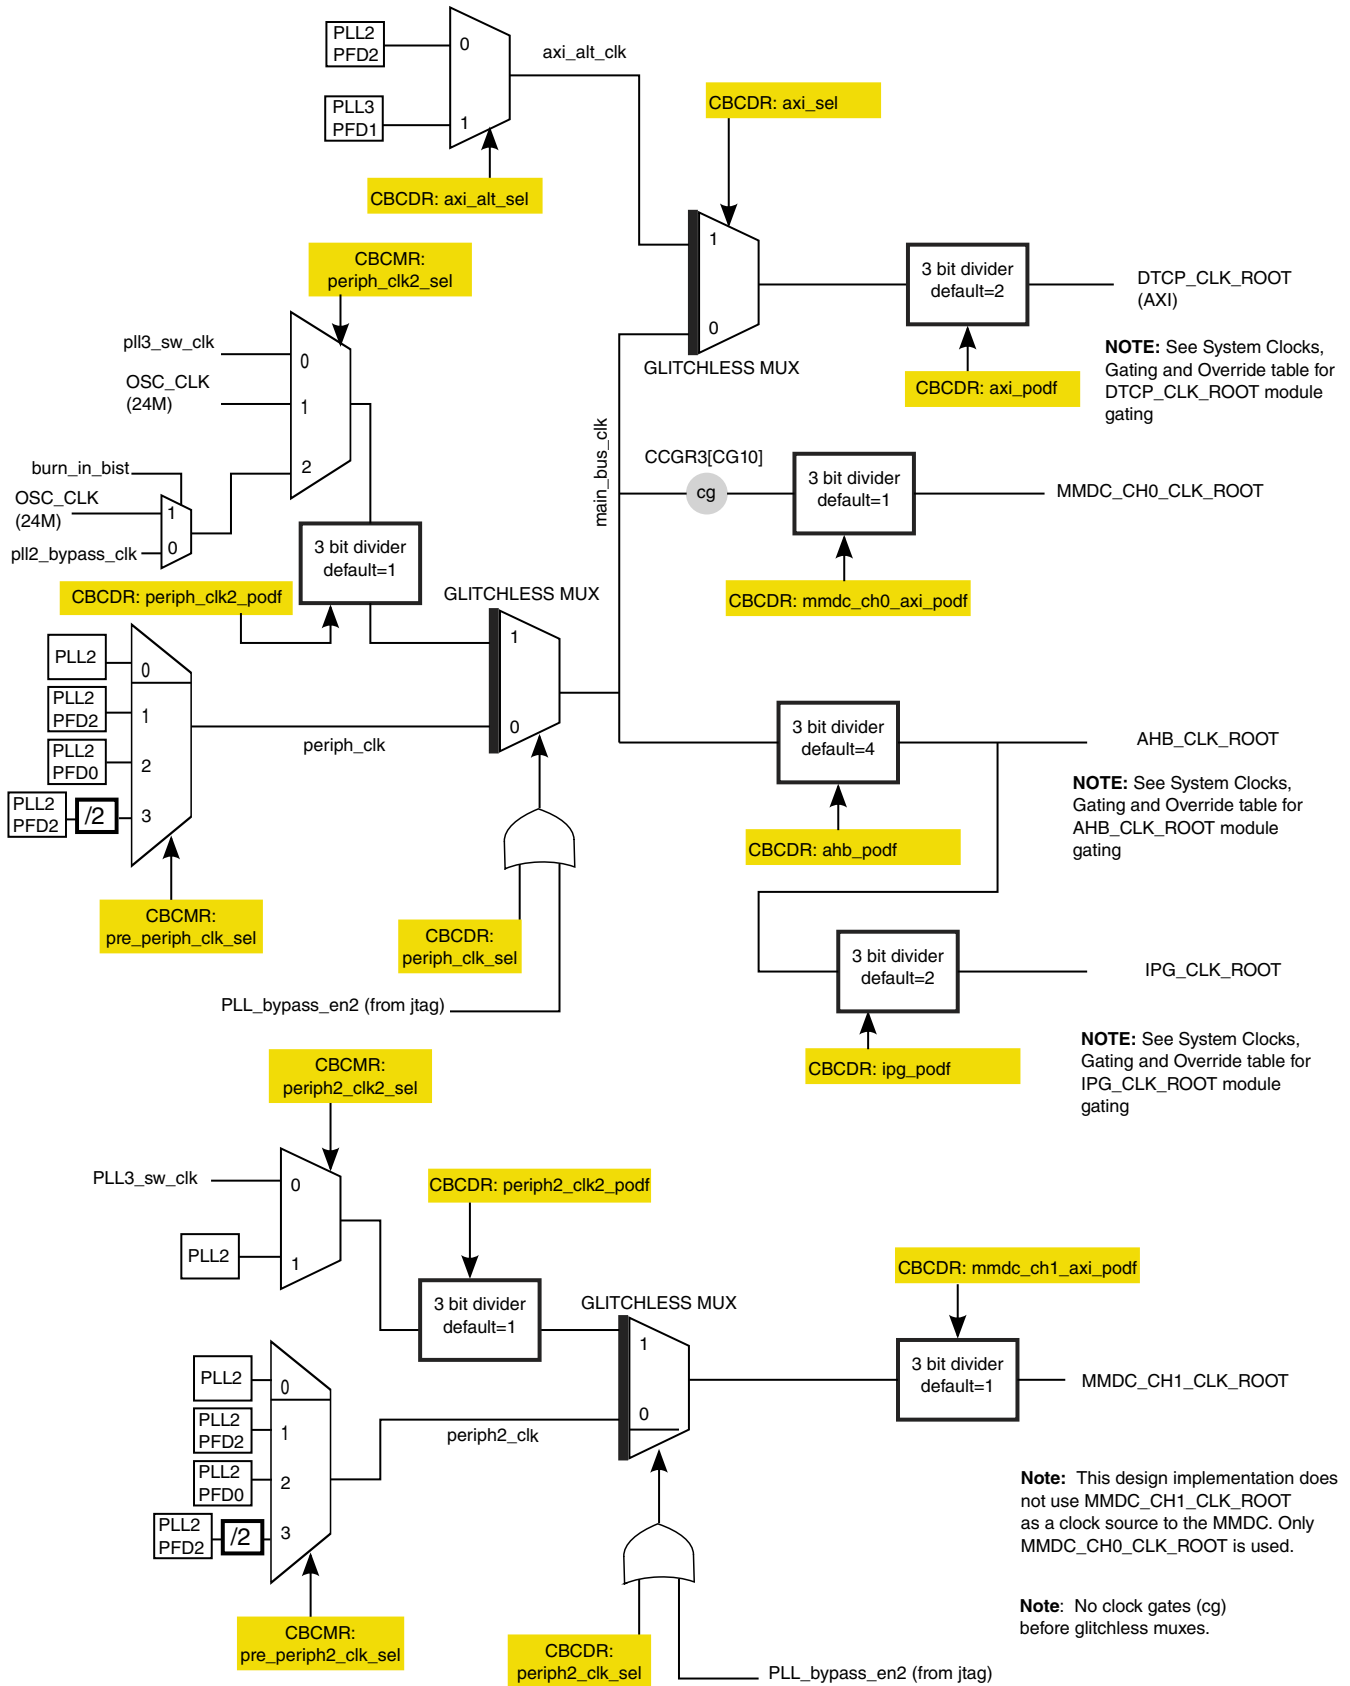 PLL2
PFD2
0
axi_alt_clk
PLL3
PFD1
1
CBCDR: axi_sel
CBCDR: axi_alt_sel
CBCMR:
periph_clk2_sel
1
0
GLITCHLESS MUX
3 bit divider
default=2
DTCP_CLK_ROOT
(AXI)
NOTE: See System Clocks,
Gating and Override table for
DTCP_CLK_ROOT module
gating
CBCDR: axi_podf
pll3_sw_clk
0
OSC_CLK
(24M)
1
2
burn_in_bist
OSC_CLK
(24M)
1
0
pll2_bypass_clk
main_bus_clk
CCGR3[CG10]
cg
3 bit divider
default=1
MMDC_CH0_CLK_ROOT
CBCDR: mmdc_ch0_axi_podf
3 bit divider
default=1
CBCDR: periph_clk2_podf
GLITCHLESS MUX
1
0
PLL2
0
PLL2
PFD2
1
PLL2
PFD0
2
PLL2
PFD2
/2
3
periph_clk
CBCMR:
pre_periph_clk_sel
CBCDR:
periph_clk_sel
PLL_bypass_en2 (from jtag)
3 bit divider
default=4
AHB_CLK_ROOT
NOTE: See System Clocks,
Gating and Override table for
AHB_CLK_ROOT module
gating
CBCDR: ahb_podf
3 bit divider
default=2
IPG_CLK_ROOT
NOTE: See System Clocks,
Gating and Override table for
IPG_CLK_ROOT module
gating
CBCDR: ipg_podf
CBCMR:
periph2_clk2_sel
PLL3_sw_clk
0
PLL2
1
CBCDR: periph2_clk2_podf
3 bit divider
default=1
GLITCHLESS MUX
1
0
CBCDR: mmdc_ch1_axi_podf
3 bit divider
default=1
MMDC_CH1_CLK_ROOT
PLL2
0
PLL2
PFD2
1
PLL2
PFD0
2
PLL2
PFD2
/2
3
periph2_clk
CBCMR:
pre_periph2_clk_sel
CBCDR:
periph2_clk_sel
PLL_bypass_en2 (from jtag)
Note: This design implementation does
not use MMDC_CH1_CLK_ROOT
as a clock source to the MMDC. Only
MMDC_CH0_CLK_ROOT is used.
Note: No clock gates (cg)
before glitchless muxes.